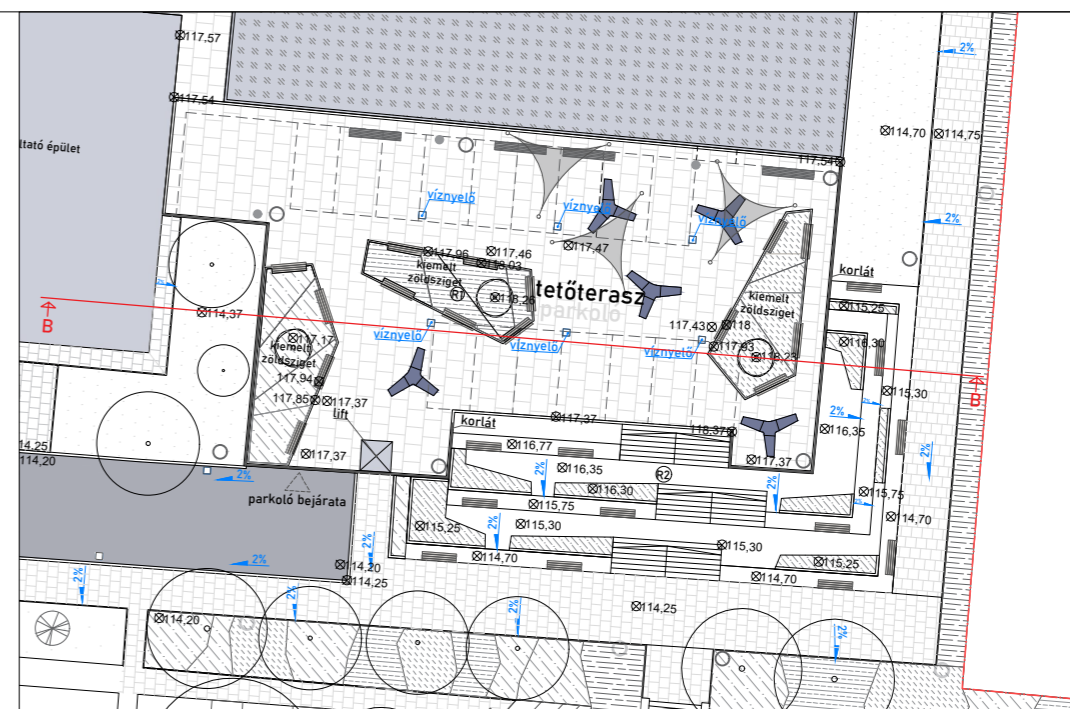 117,57
2%
117,54
114,70
114,75
ltató épület
117,54
víznyelő
víznyelő
víznyelő
2%
117,96
117,46
117,47
118,03
kiemelt
zöldsziget
R1
118,26
tetőterasz
parkoló
korlát
kiemelt
zöldsziget
115,25
B
114,37
víznyelő
víznyelő
víznyelő
117,43
118
117,93
118,23
117,17
kiemelt
zöldsziget
116,30
B
117,94
117,85
117,37
lift
115,30
2%
117,37
korlát
118,37
116,35
117,37
116,77
117,37
14,25
114,20
2%
116,35
R2
2%
2%
2%
parkoló bejárata
116,30
115,75
115,75
114,70
115,25
115,30
2%
115,30
2%
2%
114,70
114,20
114,25
115,25
114,70
2%
2%
2%
114,25
114,20
2%